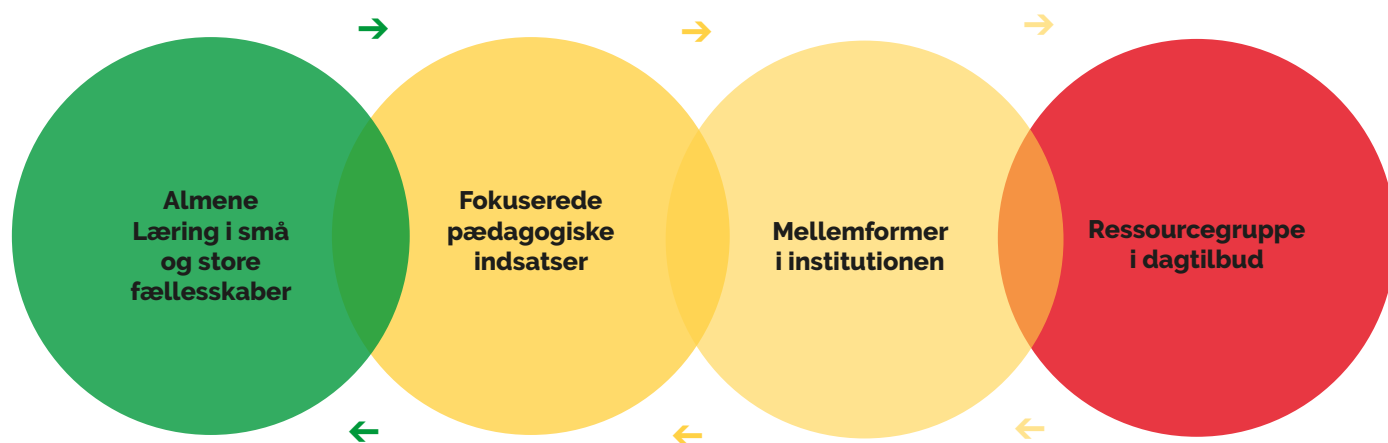 Almene
Læring i små
og store
fællesskaber
Fokuserede
pædagogiske
indsatser
Mellemformer
i institutionen
Ressourcegruppe
i dagtilbud